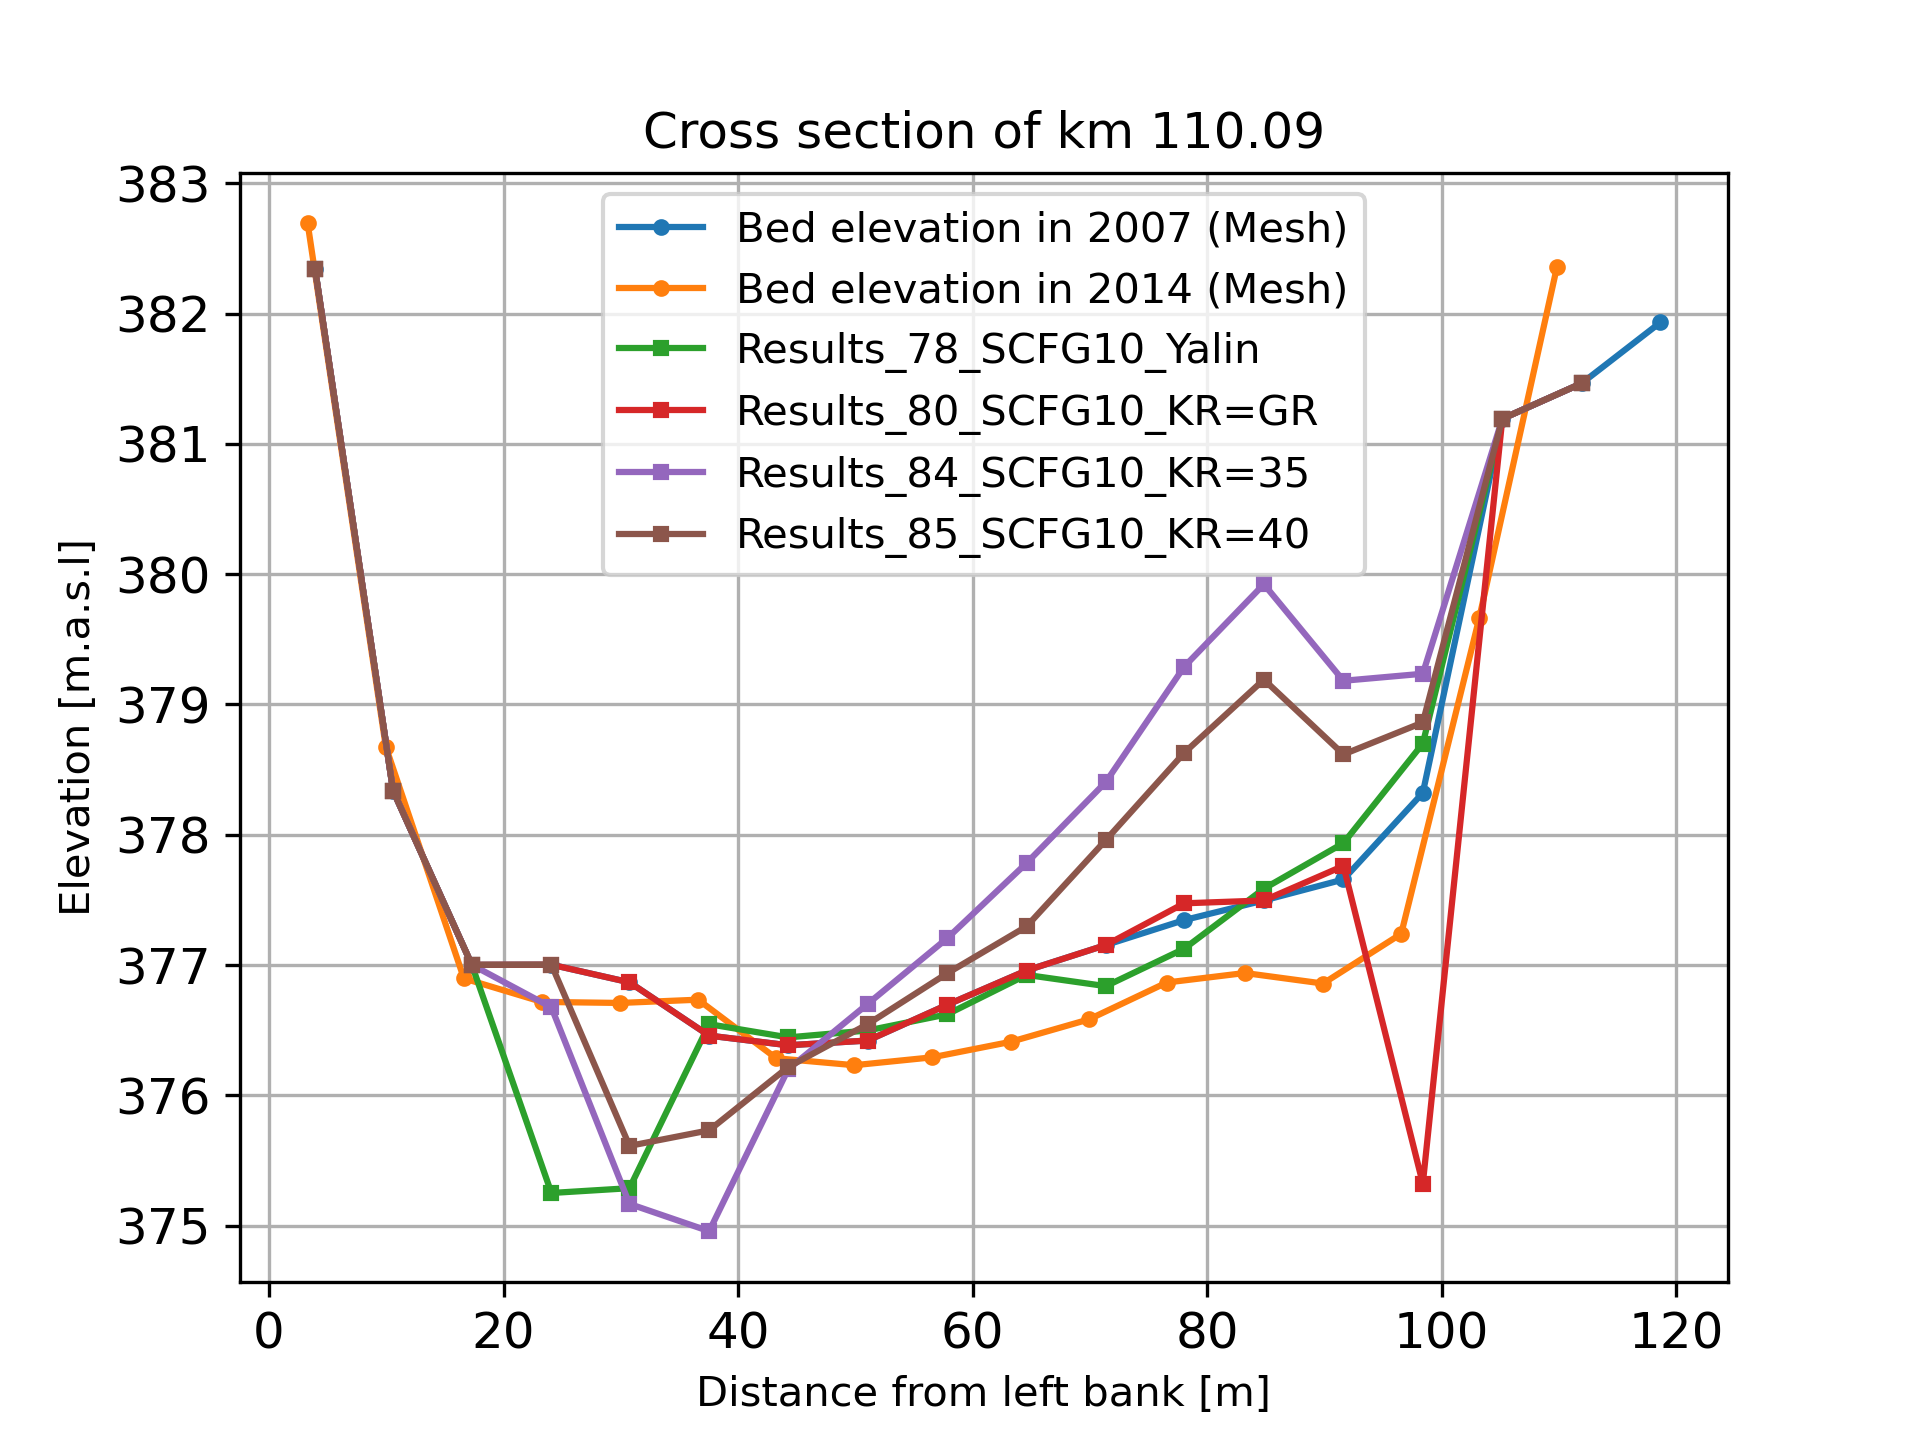 Cross section of km 110.09
383
382
381
380
379
378
377
376
375
Elevation [m.a.s.l]
Bed elevation in 2007 (Mesh)
Bed elevation in 2014 (Mesh)
Results_78_SCFG10_Yalin
Results_80_SCFG10_KR=GR
Results_84_SCFG10_KR=35
Results_85_SCFG10_KR=40
0 20 40 60 80 100 120
Distance from left bank [m]